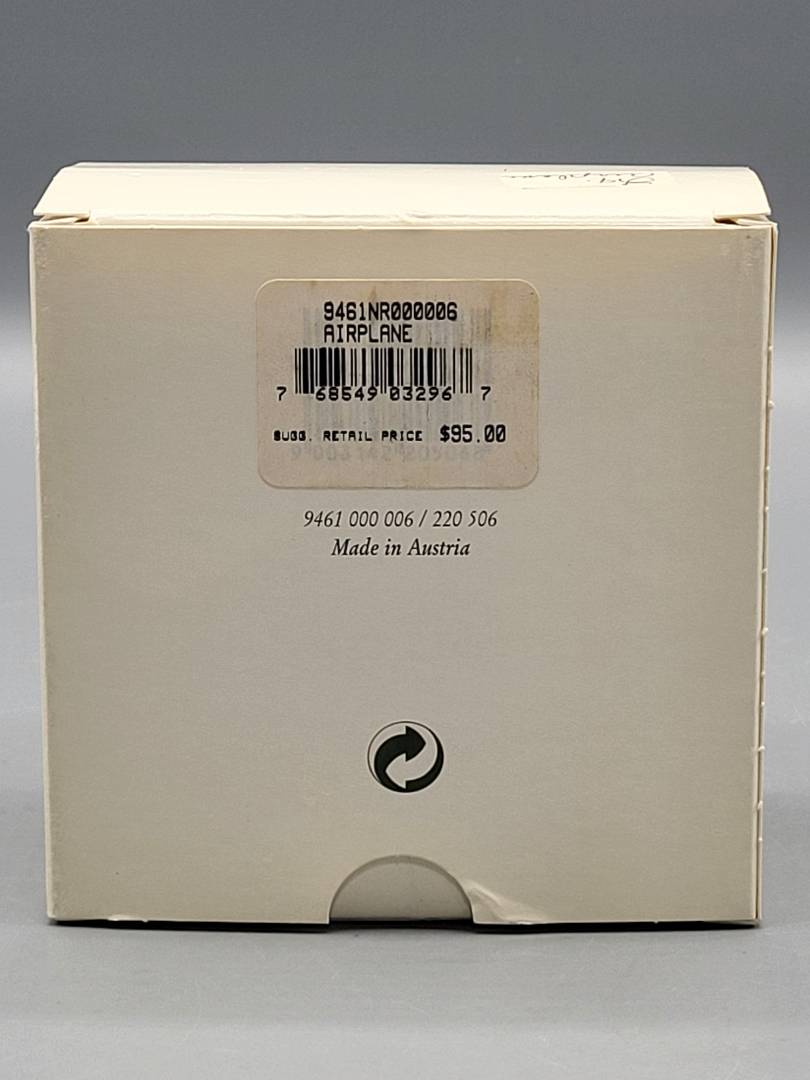 9461NR000006
AIRPLANE
7 68549 03296 7
SUGG. RETAIL PRICE $95.00
9461 000 006 / 220 506
Made in Austria